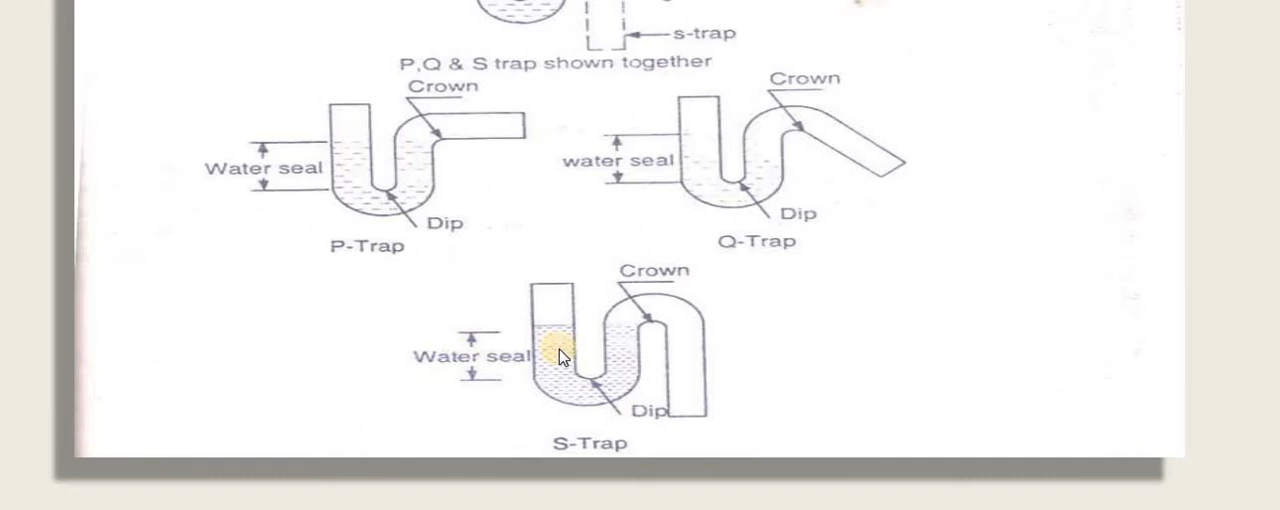 s-trap
P,Q & S trap shown together
Crown
Water seal
Dip
P-Trap
Crown
water seal
Dip
Q-Trap
Crown
Water seal
Dip
S-Trap